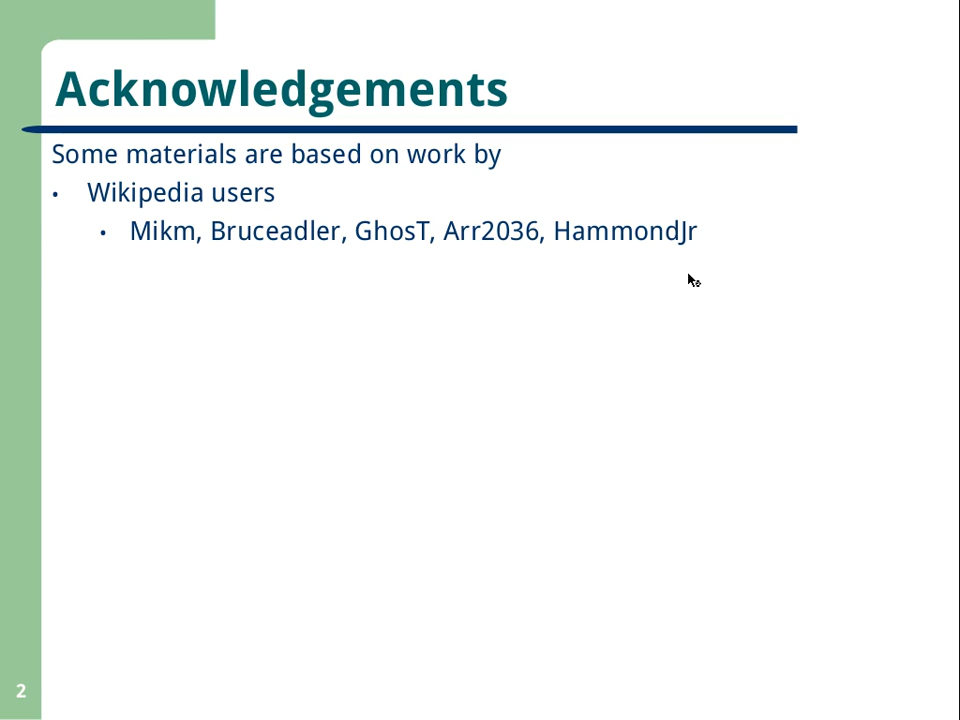 Acknowledgements
Some materials are based on work by
• Wikipedia users
• Mikm, Bruceadler, GhosT, Arr2036, HammondJr
2